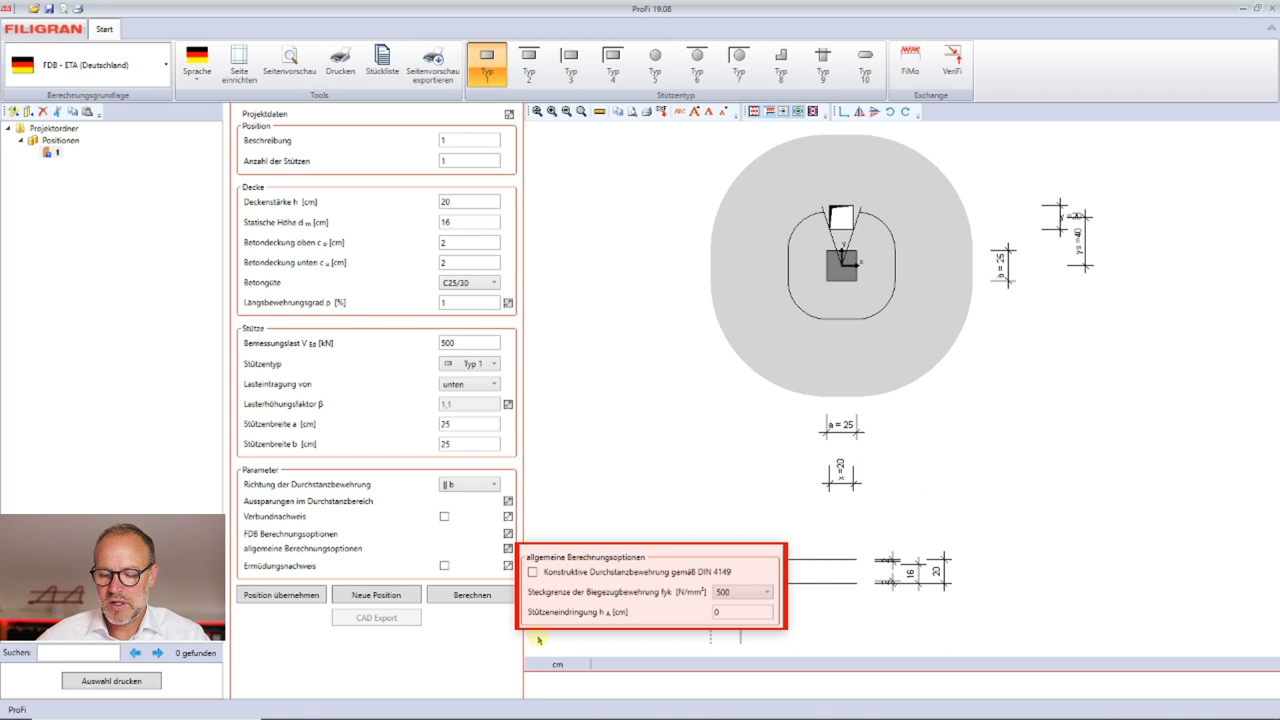 ProFi 19.08
FILIGRAN
Start
FDB - ETA (Deutschland)
Berechnungsgrundlage
Sprache
Seite einrichten
Seitenvorschau
Drucken
Stückliste
Seitenvorschau exportieren
Tools
Typ 1
Typ 2
Typ 3
Typ 4
Typ 5
Typ 6
Typ 7
Typ 8
Typ 9
Typ 10
Stützentyp
FiMo
VeriFi
Exchange
Projektordner
Positionen
1
Projektdaten
Position
Beschreibung 1
Anzahl der Stützen 1
Decke
Deckenstärke h [cm] 20
Statische Höhe d m [cm] 16
Betondeckung oben c o [cm] 2
Betondeckung unten c u [cm] 2
Betongüte C25/30
Längsbewehrungsgrad ρ [%] 1
Stütze
Bemessungslast V Ed [kN] 500
Stützentyp Typ 1
Lasteintragung von unten
Lasterhöhungsfaktor β 1,1
Stützenbreite a [cm] 25
Stützenbreite b [cm] 25
Parameter
Richtung der Durchstanzbewehrung || b
Aussparungen im Durchstanzbereich
Verbundnachweis
FDB Berechnungsoptionen
allgemeine Berechnungsoptionen
Ermüdungsnachweis
Position übernehmen
Neue Position
Berechnen
CAD Export
allgemeine Berechnungsoptionen
Konstruktive Durchstanzbewehrung gemäß DIN 4149
Steckgrenze der Biegezugbewehrung fyk [N/mm²] 500
Stützeneindringung h A [cm] 0
y
x
b = 25
ys =40
a = 25
x =20
16
20
Suchen:
0 gefunden
Auswahl drucken
cm
ProFi